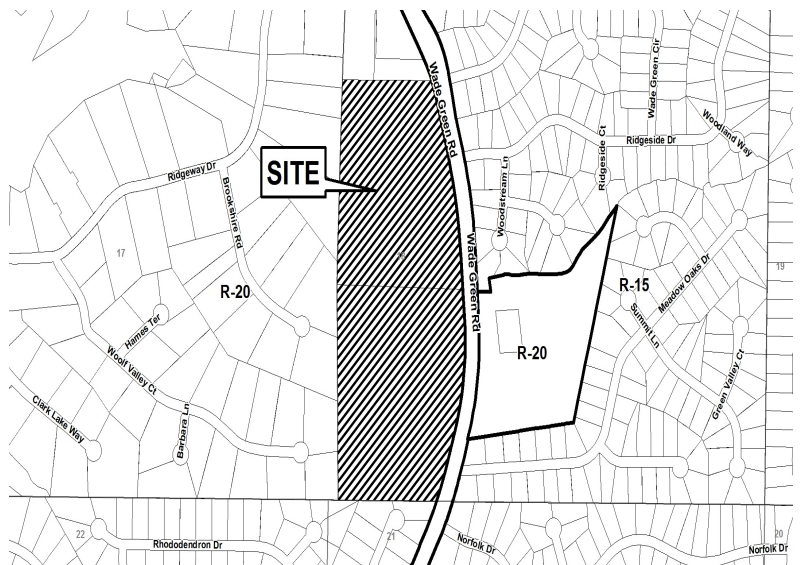 Wade Green Rd
Wade Green Cir
Woodland Way
Ridgeside Dr
Ridgeside Ct
SITE
Ridgeway Dr
Brookshire Rd
Woodstream Ln
17
19
R-20
Wade Green Rd
R-15
Meadow Oaks Dr
Summit Ln
Hames Ter
R-20
Woolf Valley Ct
Green Valley Ct
Clark Lake Way
Barbara Ln
22
21
20
Rhododendron Dr
Norfolk Dr
Norfolk Dr